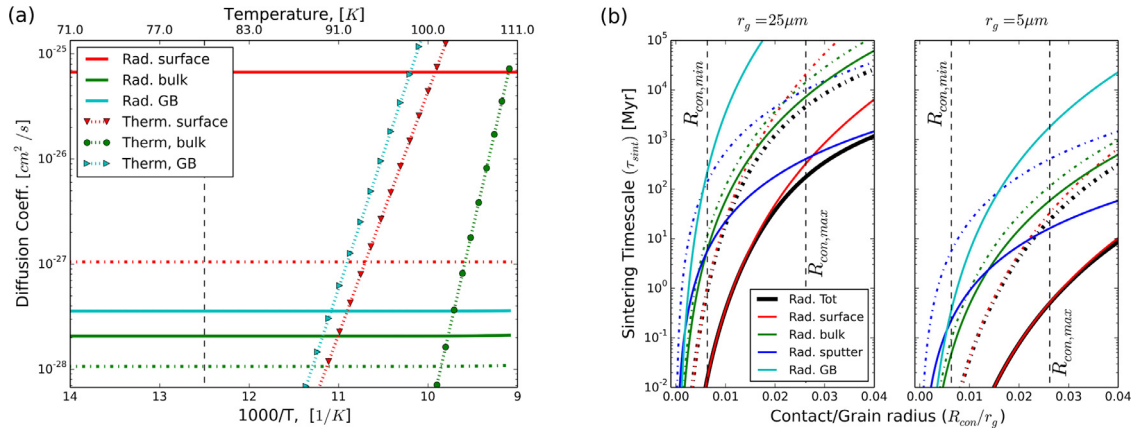 (a)
Temperature, [K]
71.0 77.0 83.0 91.0 100.0 111.0
10^-25
10^-26
10^-27
10^-28
Diffusion Coeff. [cm^2 /s]
Rad. surface
Rad. bulk
Rad. GB
Therm. surface
Therm, bulk
Therm, GB
14 13 12 11 10 9
1000/T, [1/K]
(b)
r_g = 25μm
r_g = 5μm
10^5
10^4
10^3
10^2
10^1
10^0
10^-1
10^-2
Sintering Timescale (τ_sint) [Myr]
R_con,min
R_con,max
Rad. Tot
Rad. surface
Rad. bulk
Rad. sputter
Rad. GB
R_con,min
R_con,max
0.00 0.01 0.02 0.03 0.04
0.00 0.01 0.02 0.03 0.04
Contact/Grain radius (R_con/r_g)